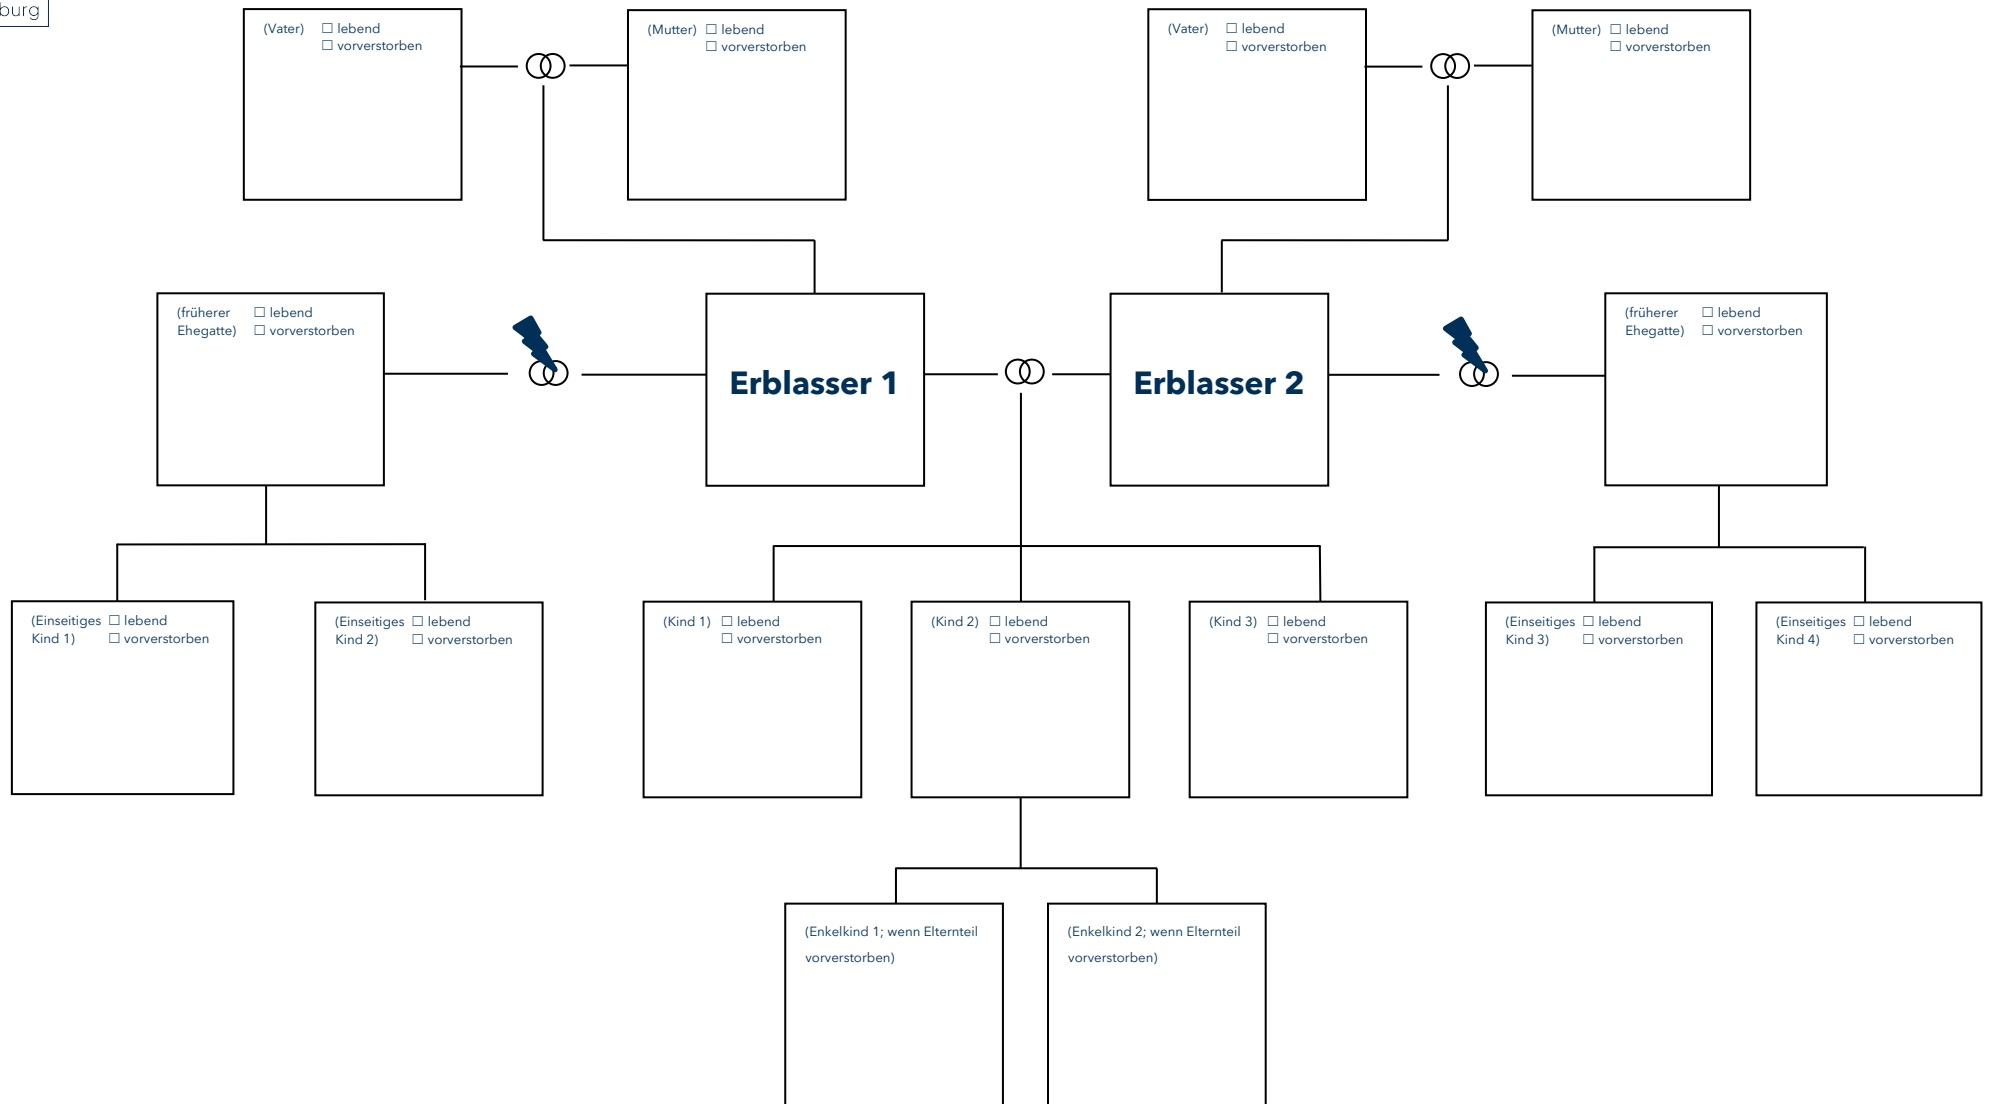 burg
(Vater) ☐ lebend
☐ vorverstorben
(Mutter) ☐ lebend
☐ vorverstorben
(Vater) ☐ lebend
☐ vorverstorben
(Mutter) ☐ lebend
☐ vorverstorben
(früherer ☐ lebend
Ehegatte) ☐ vorverstorben
Erblasser 1
Erblasser 2
(früherer ☐ lebend
Ehegatte) ☐ vorverstorben
(Einseitiges ☐ lebend
Kind 1) ☐ vorverstorben
(Einseitiges ☐ lebend
Kind 2) ☐ vorverstorben
(Kind 1) ☐ lebend
☐ vorverstorben
(Kind 2) ☐ lebend
☐ vorverstorben
(Kind 3) ☐ lebend
☐ vorverstorben
(Einseitiges ☐ lebend
Kind 3) ☐ vorverstorben
(Einseitiges ☐ lebend
Kind 4) ☐ vorverstorben
(Enkelkind 1; wenn Elternteil
vorverstorben)
(Enkelkind 2; wenn Elternteil
vorverstorben)